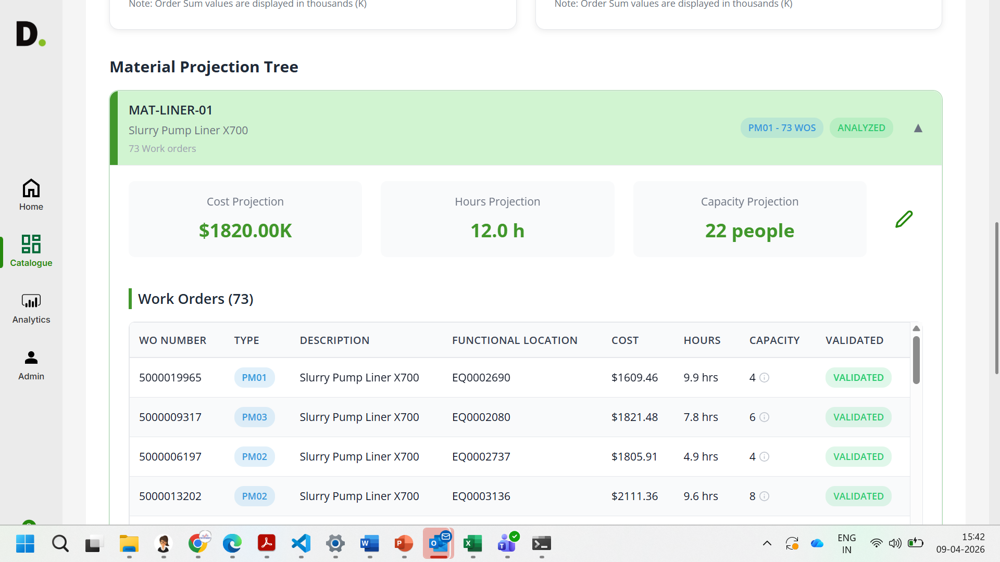 Note: Order Sum values are displayed in thousands (K)
Note: Order Sum values are displayed in thousands (K)
D.
Material Projection Tree
MAT-LINER-01
Slurry Pump Liner X700
73 Work orders
PM01 - 73 WOS
ANALYZED
Home
Catalogue
Analytics
Admin
Cost Projection
$1820.00K
Hours Projection
12.0 h
Capacity Projection
22 people
Work Orders (73)
WO NUMBER TYPE DESCRIPTION FUNCTIONAL LOCATION COST HOURS CAPACITY VALIDATED
5000019965 PM01 Slurry Pump Liner X700 EQ0002690 $1609.46 9.9 hrs 4 VALIDATED
5000009317 PM03 Slurry Pump Liner X700 EQ0002080 $1821.48 7.8 hrs 6 VALIDATED
5000006197 PM02 Slurry Pump Liner X700 EQ0002737 $1805.91 4.9 hrs 4 VALIDATED
5000013202 PM02 Slurry Pump Liner X700 EQ0003136 $2111.36 9.6 hrs 8 VALIDATED
ENG
IN
15:42
09-04-2026